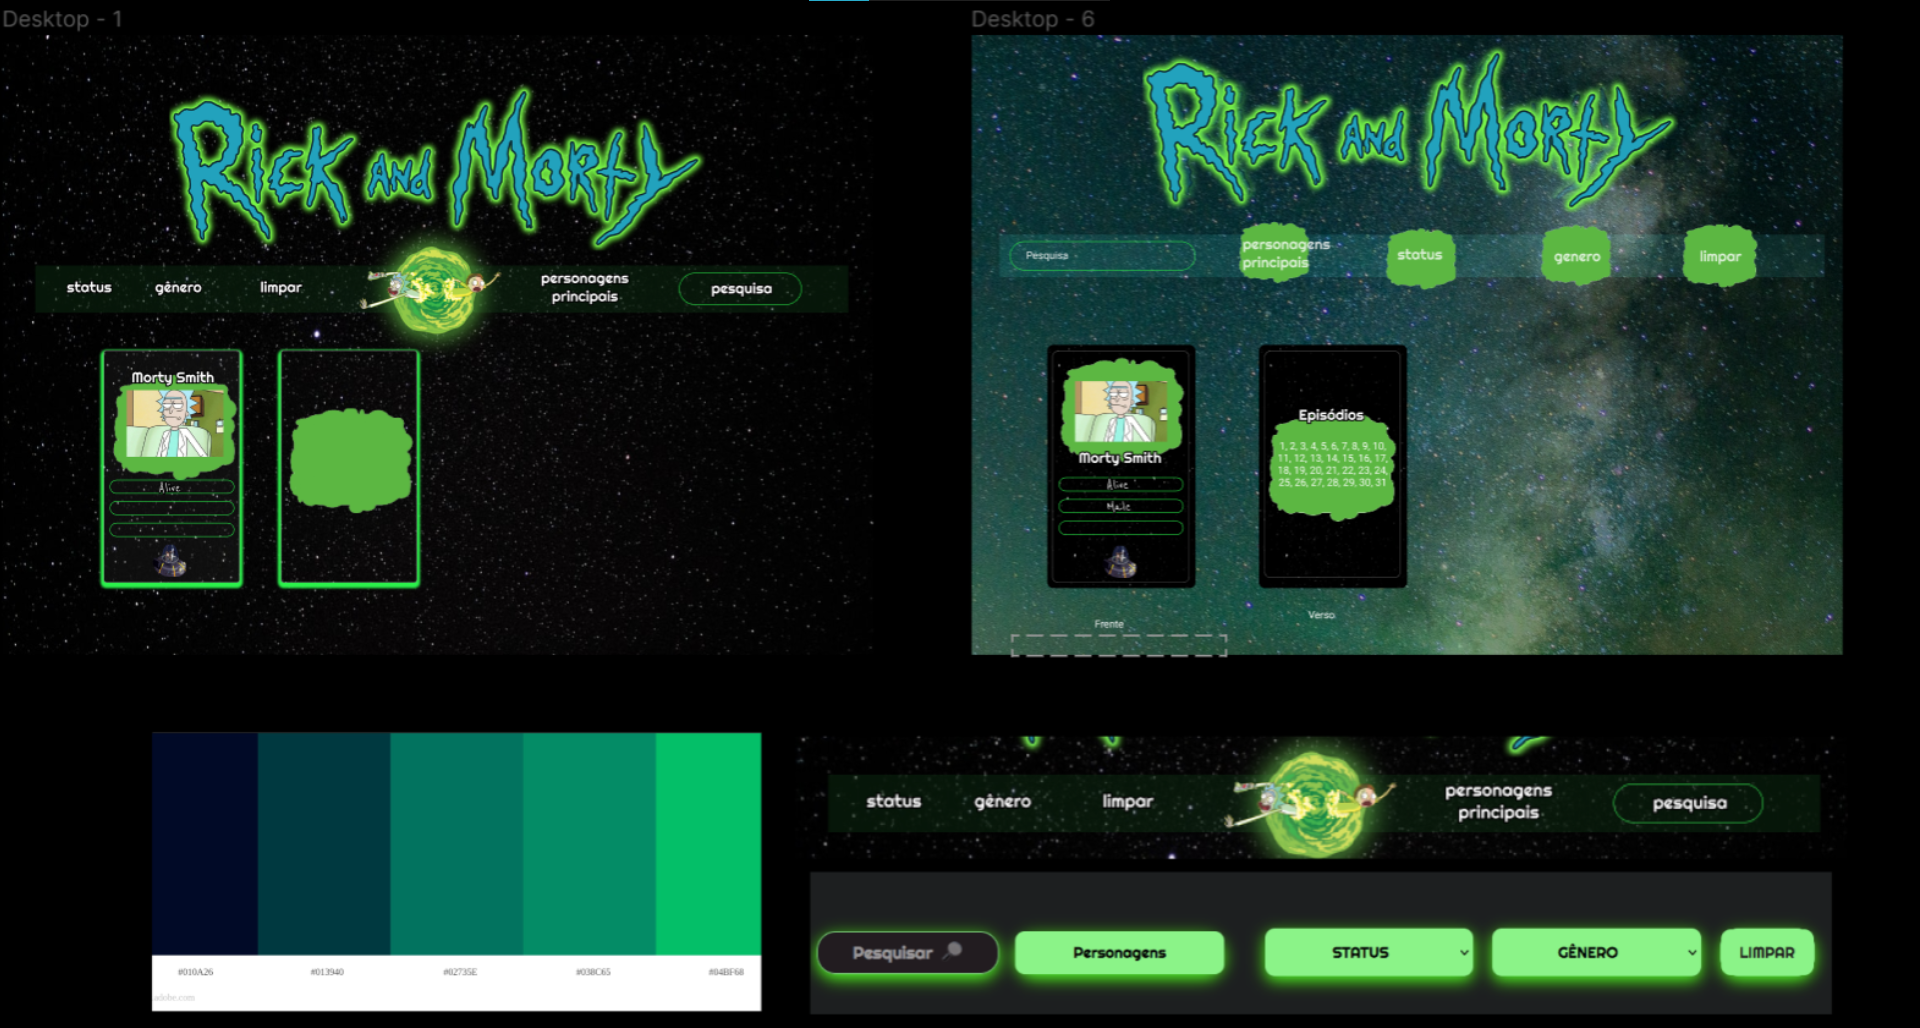 Desktop - 1
Rick and Morty
status
gênero
limpar
personagens
principais
pesquisa
Morty Smith
Alive
Desktop - 6
Rick and Morty
Pesquisa
personagens
principais
status
genero
limpar
Morty Smith
Alive
Male
Frente
Episódios
1, 2, 3, 4, 5, 6, 7, 8, 9, 10,
11, 12, 13, 14, 15, 16, 17,
18, 19, 20, 21, 22, 23, 24,
25, 26, 27, 28, 29, 30, 31
Verso
#010A26
#013940
#02735E
#038C65
#04BF68
adobe.com
status
gênero
limpar
personagens
principais
pesquisa
Pesquisar
Personagens
STATUS
GÊNERO
LIMPAR